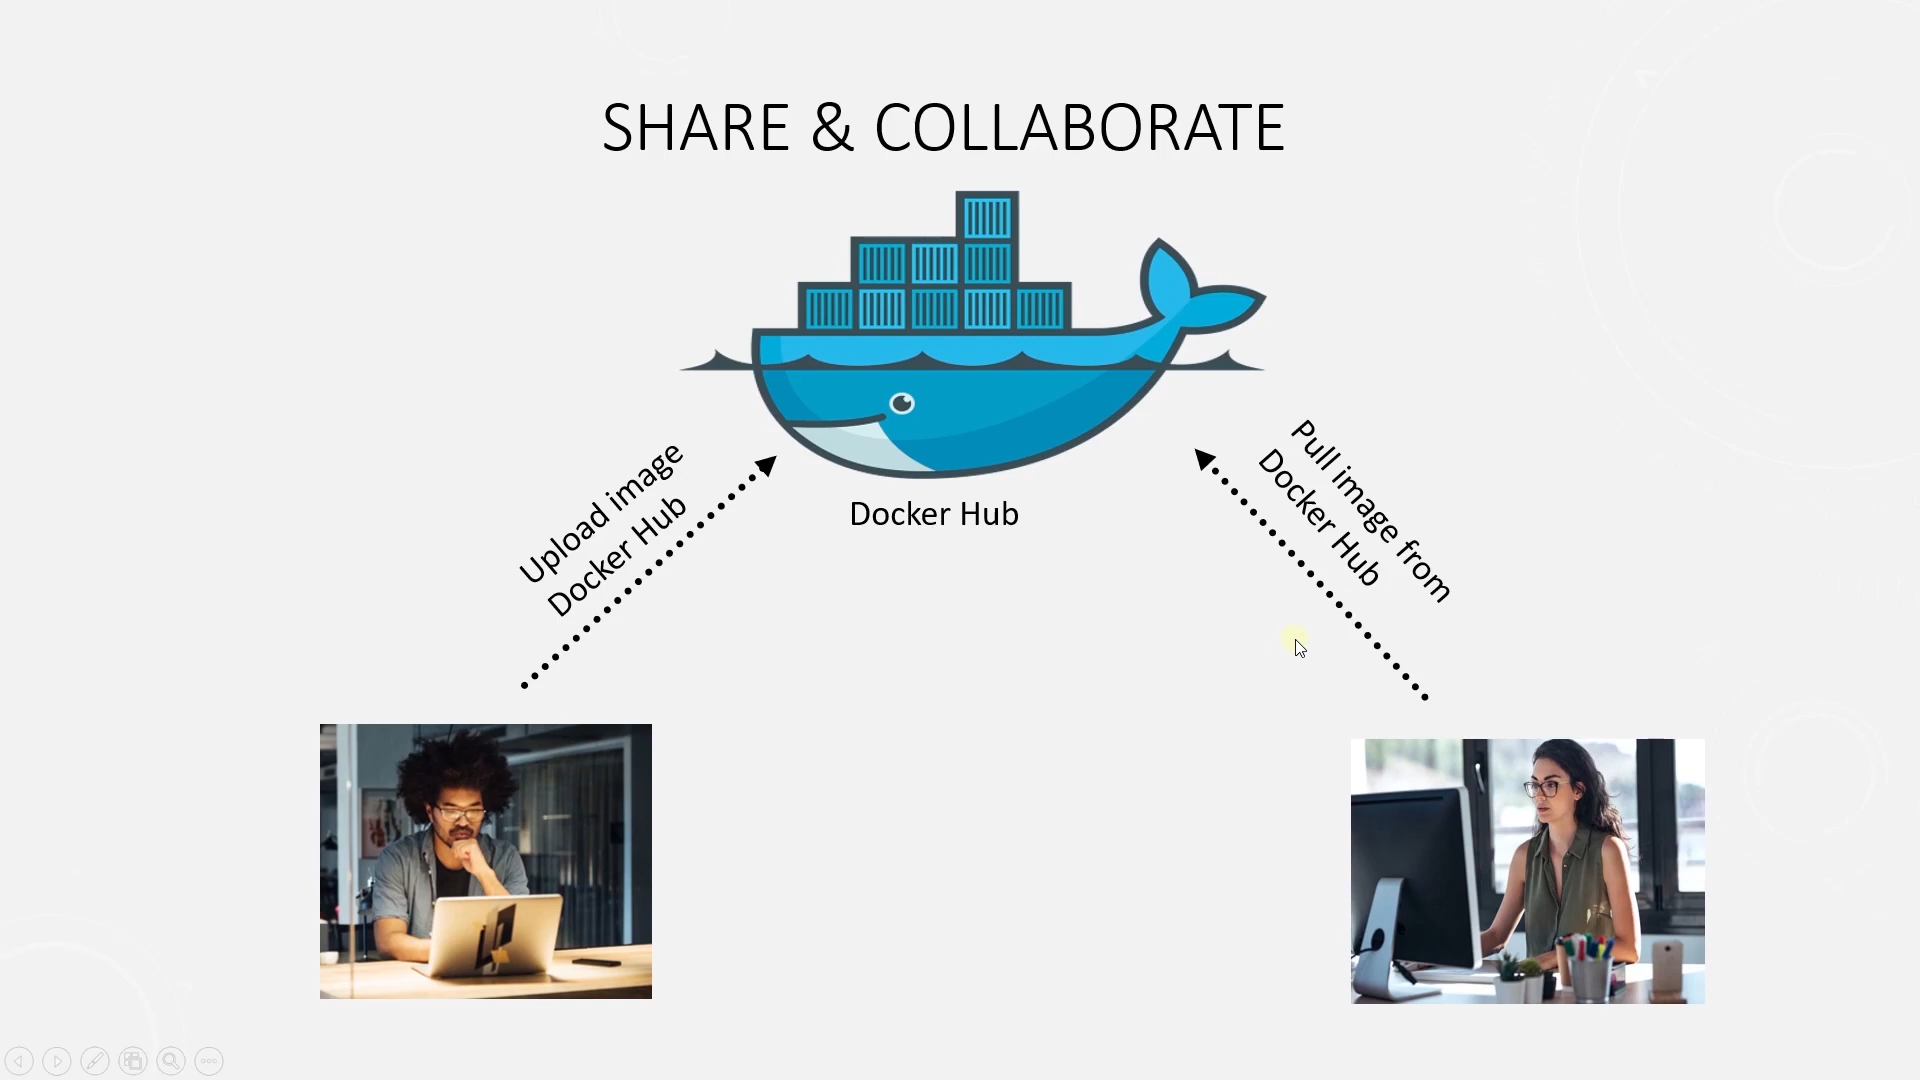 SHARE & COLLABORATE
Upload image
Docker Hub
Docker Hub
Pull image from
Docker Hub